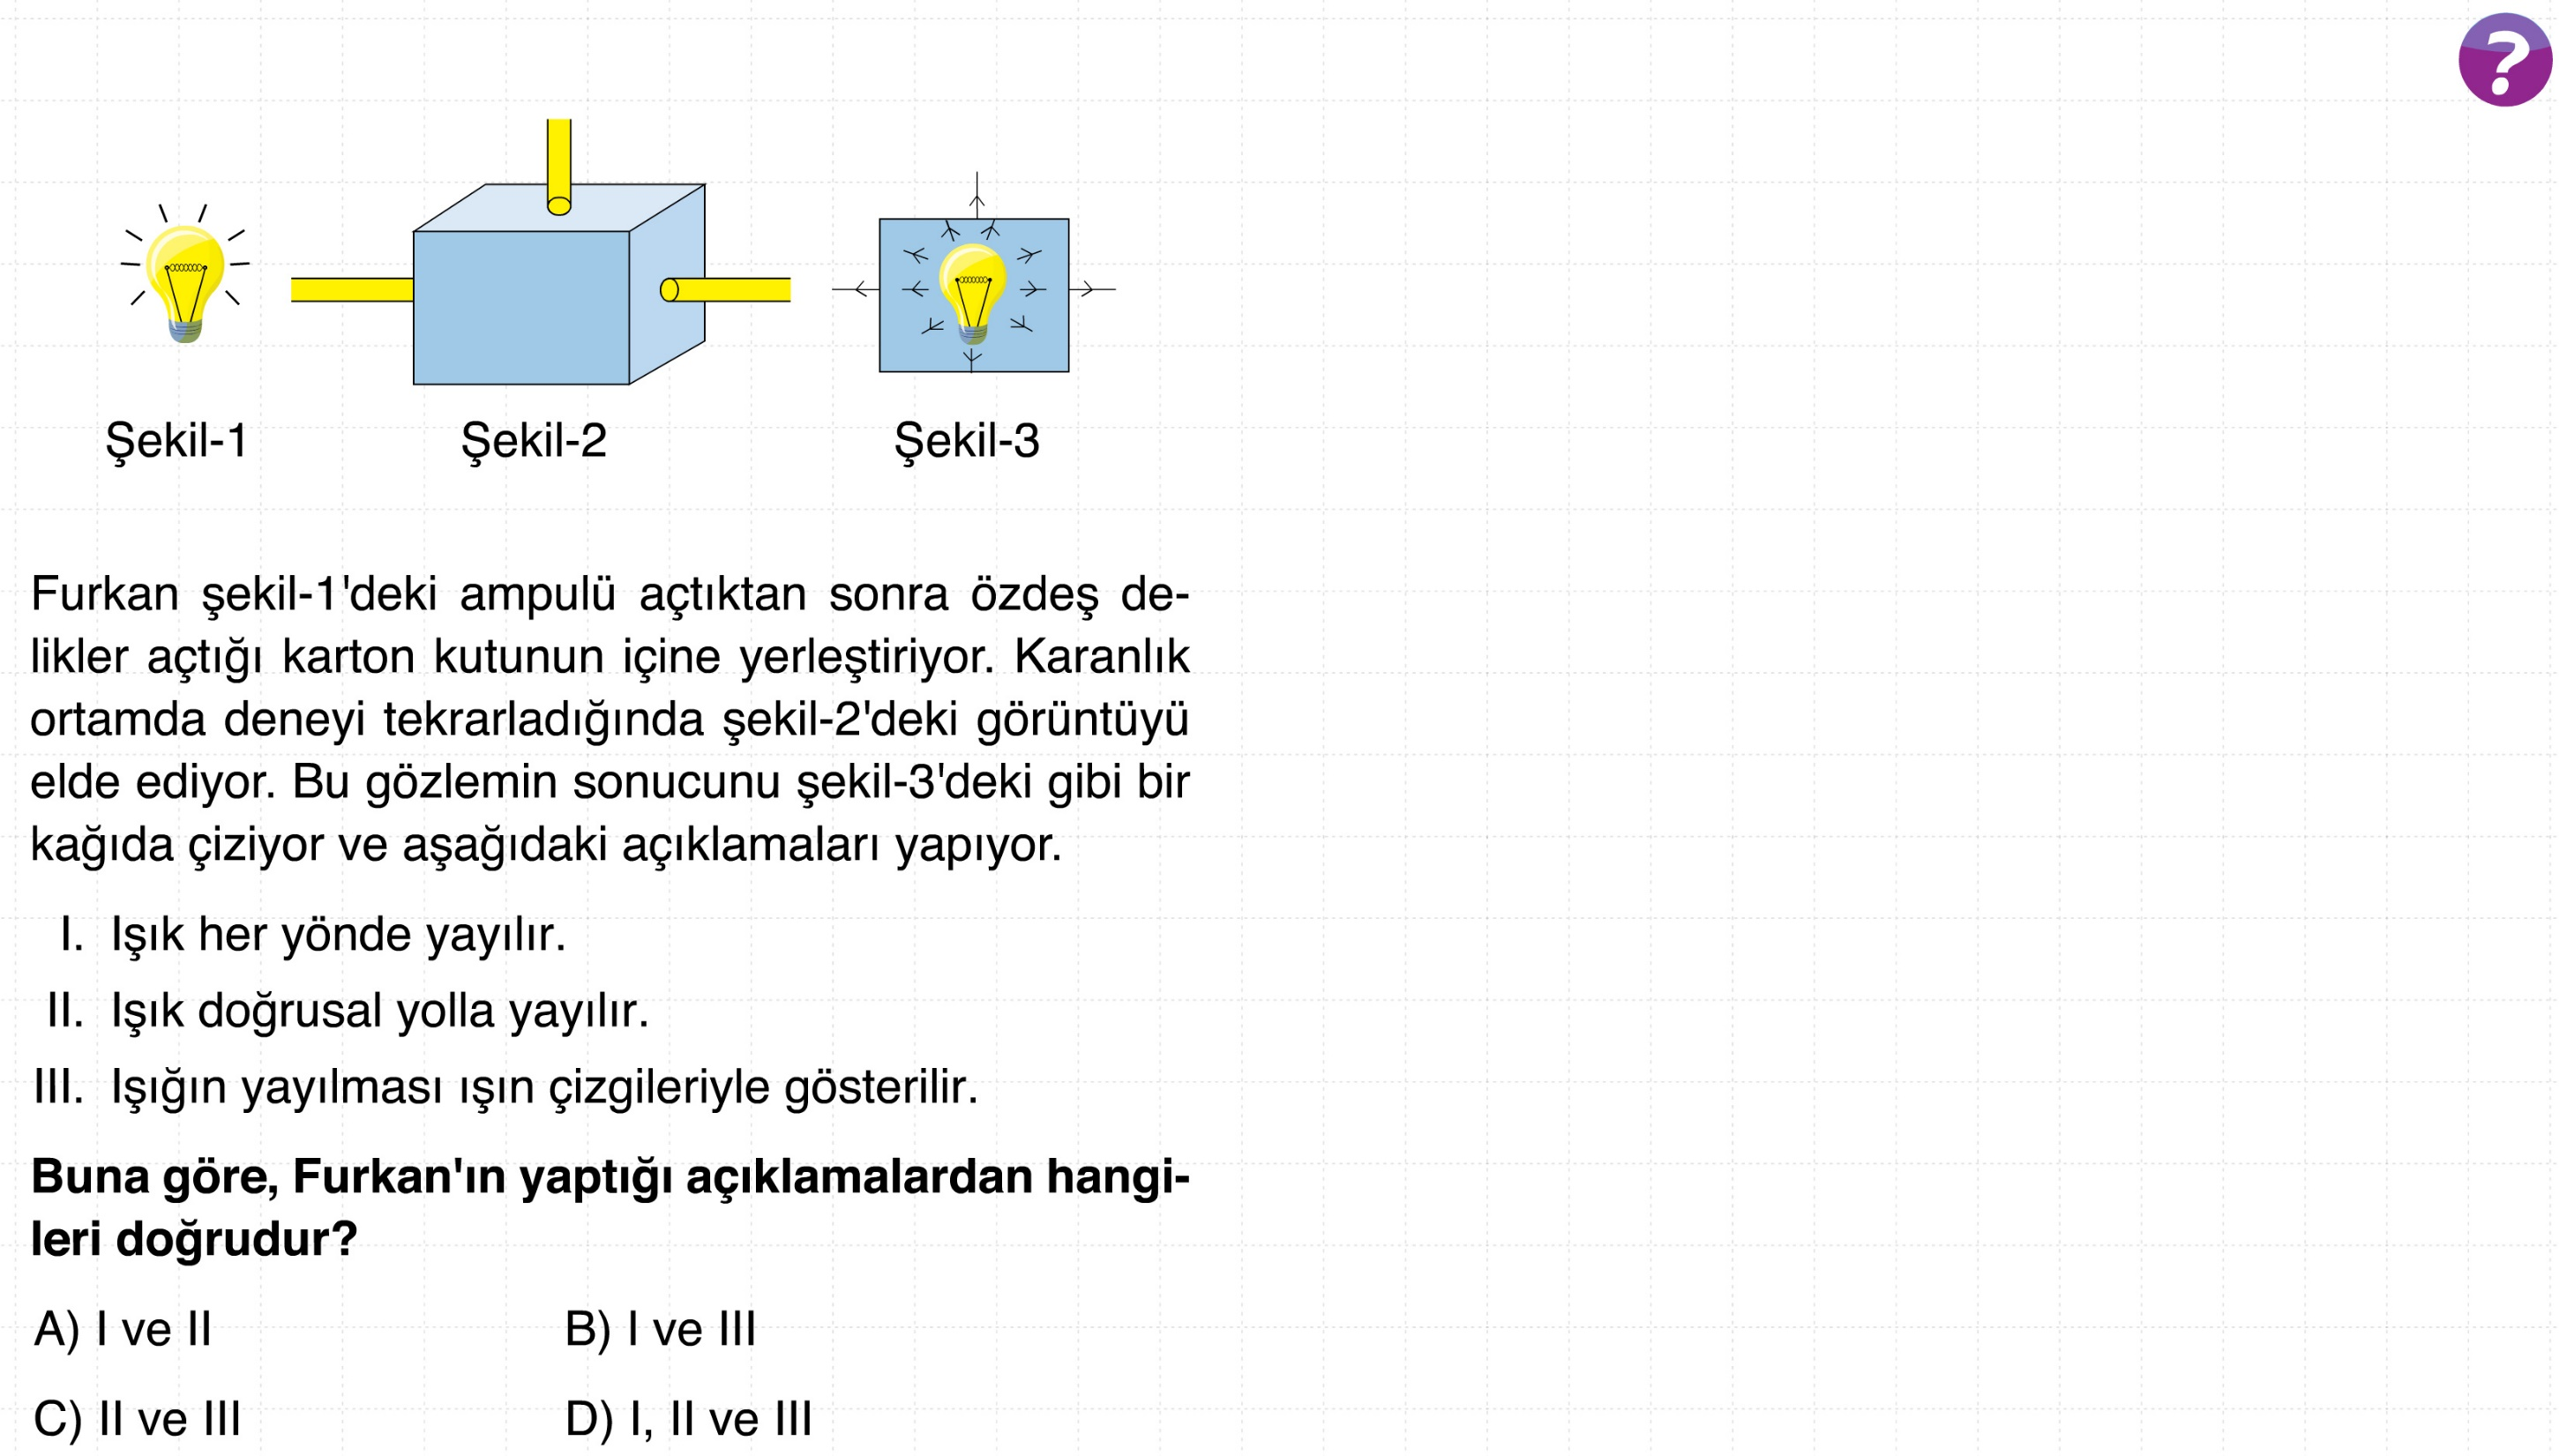 ?
Şekil-1 Şekil-2 Şekil-3
Furkan şekil-1'deki ampulü açtıktan sonra özdeş de-
likler açtığı karton kutunun içine yerleştiriyor. Karanlık
ortamda deneyi tekrarladığında şekil-2'deki görüntüyü
elde ediyor. Bu gözlemin sonucunu şekil-3'deki gibi bir
kağıda çiziyor ve aşağıdaki açıklamaları yapıyor.
I. Işık her yönde yayılır.
II. Işık doğrusal yolla yayılır.
III. Işığın yayılması ışın çizgileriyle gösterilir.
Buna göre, Furkan'ın yaptığı açıklamalardan hangi-
leri doğrudur?
A) I ve II B) I ve III
C) II ve III D) I, II ve III